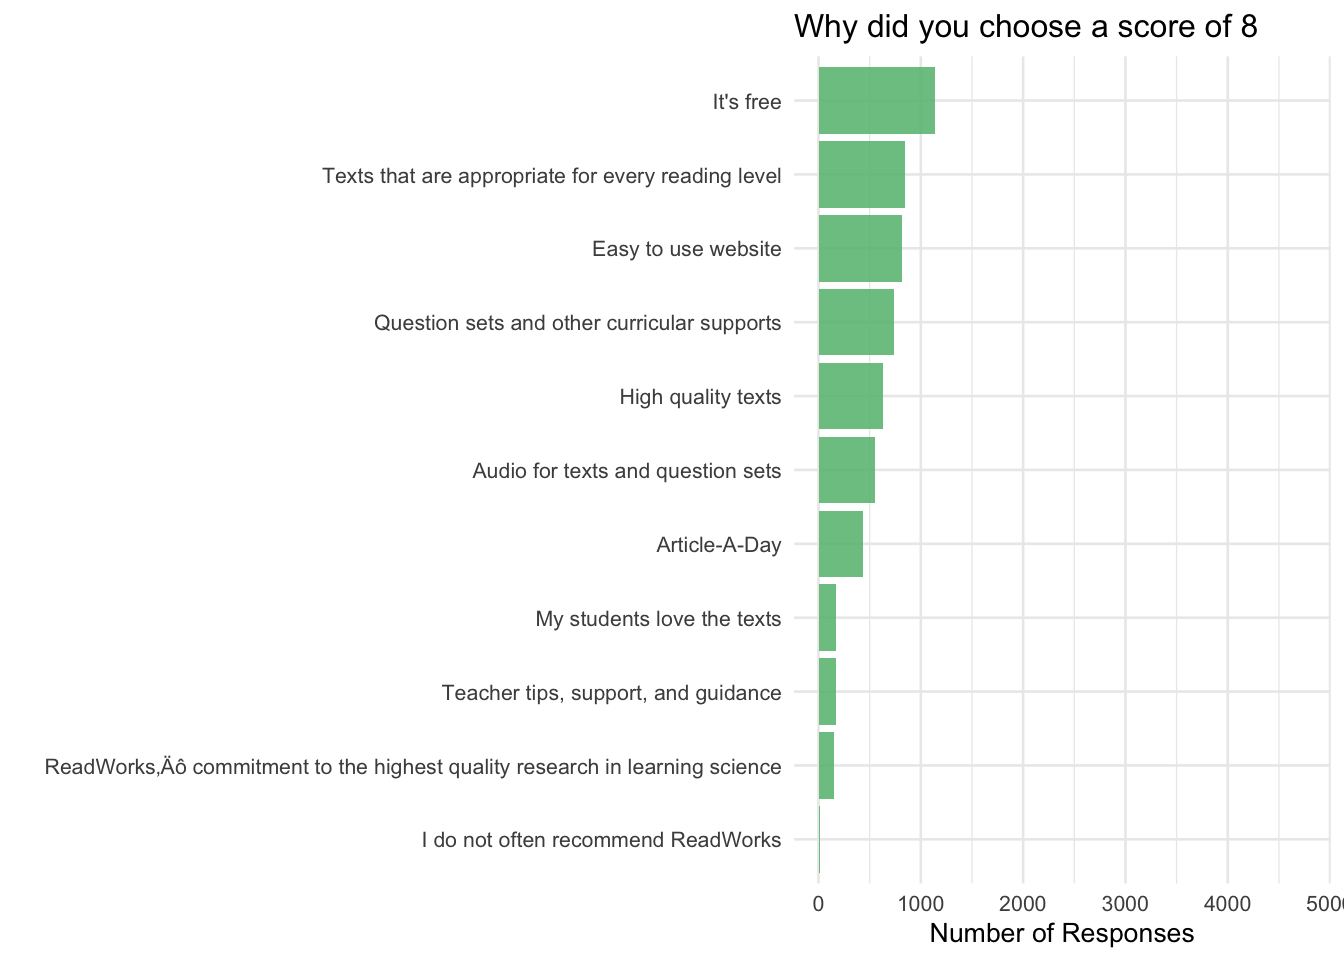 Why did you choose a score of 8
It's free
Texts that are appropriate for every reading level
Easy to use website
Question sets and other curricular supports
High quality texts
Audio for texts and question sets
Article-A-Day
My students love the texts
Teacher tips, support, and guidance
ReadWorks‚Äô commitment to the highest quality research in learning science
I do not often recommend ReadWorks
0 1000 2000 3000 4000 5000
Number of Responses